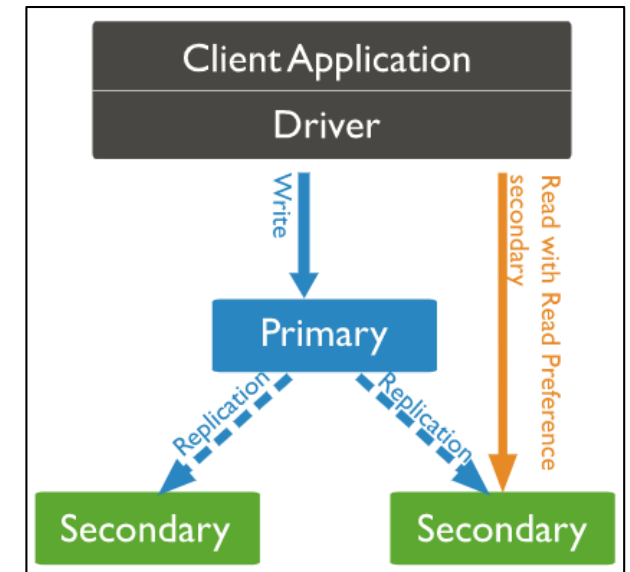 Client Application
Driver
Write
Read with Read Preference
secondary
Primary
Replication
Replication
Secondary
Secondary